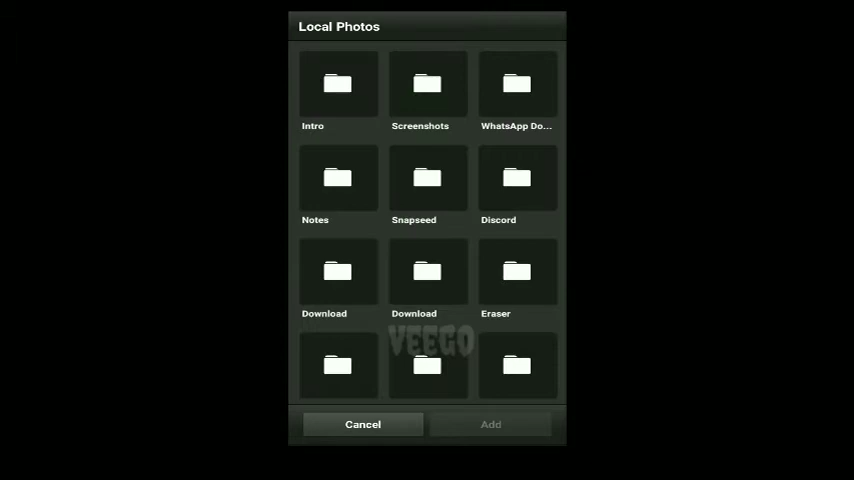 Local Photos
Intro Screenshots WhatsApp Do...
Notes Snapseed Discord
Download Download Eraser
VEEGO
Cancel Add